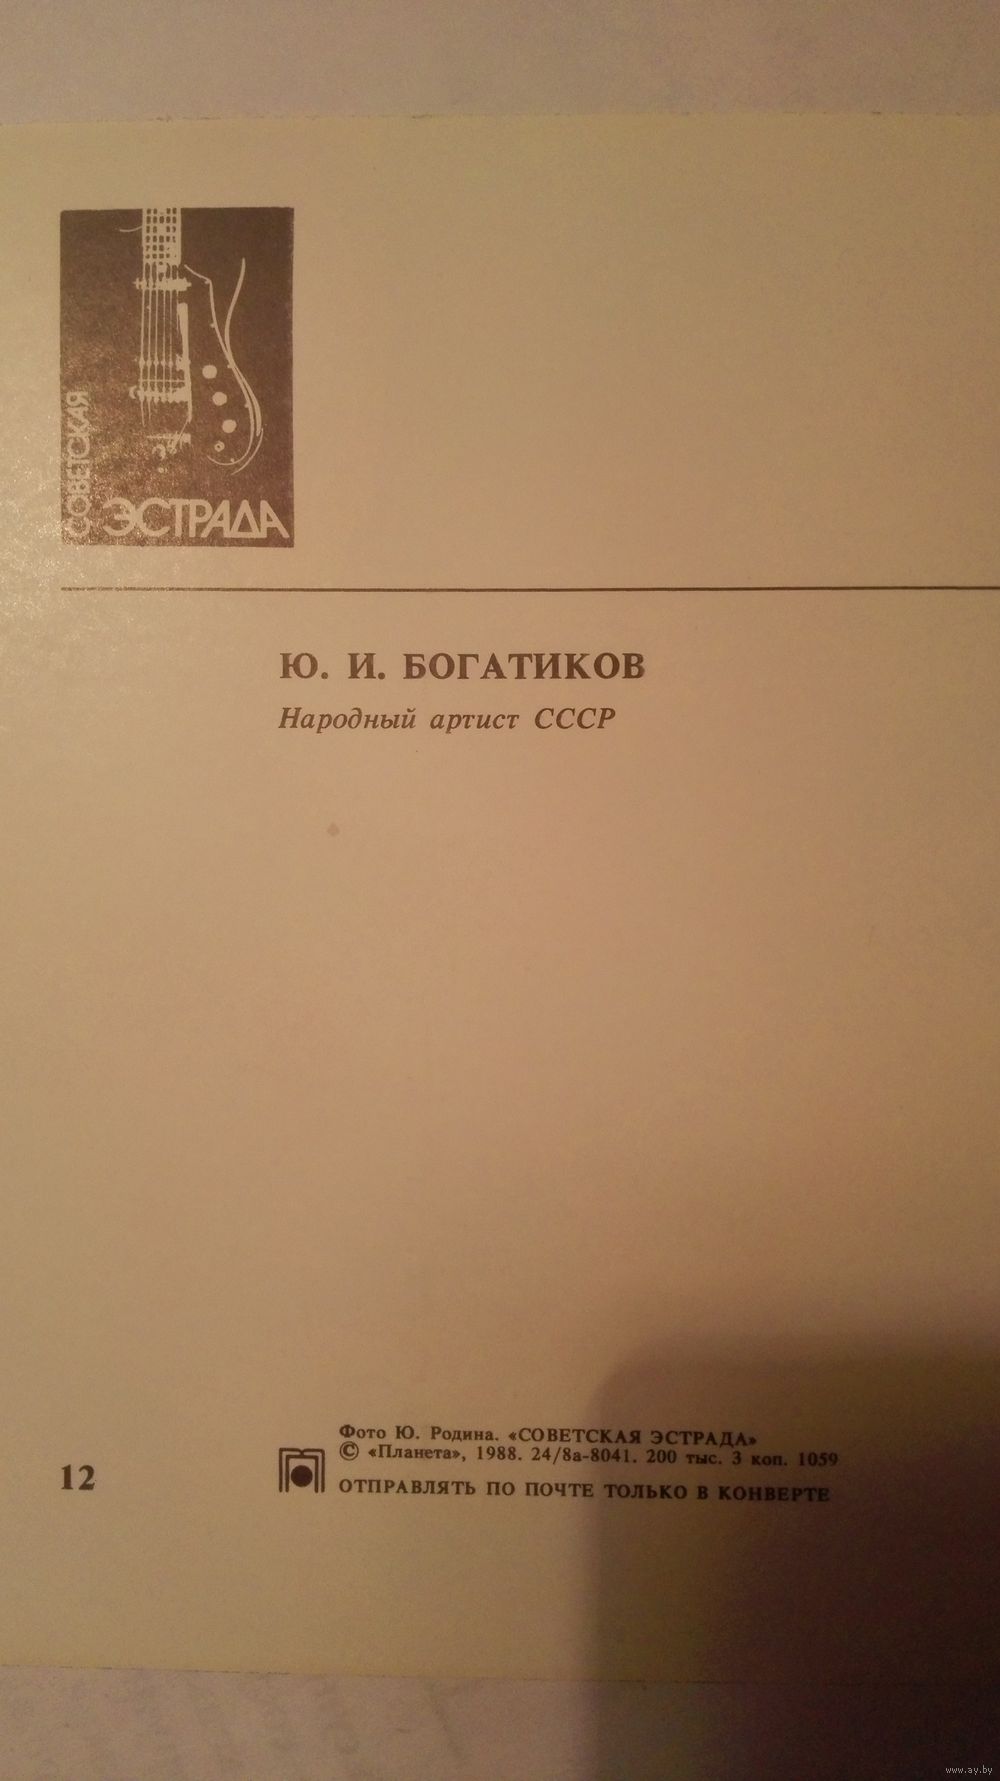 СОВЕТСКАЯ
ЭСТРАДА
Ю. И. БОГАТИКОВ
Народный артист СССР
Фото Ю. Родина. «СОВЕТСКАЯ ЭСТРАДА»
© «Планета», 1988. 24/8а-8041. 200 тыс. 3 коп. 1059
ОТПРАВЛЯТЬ ПО ПОЧТЕ ТОЛЬКО В КОНВЕРТЕ
12
www.ay.by